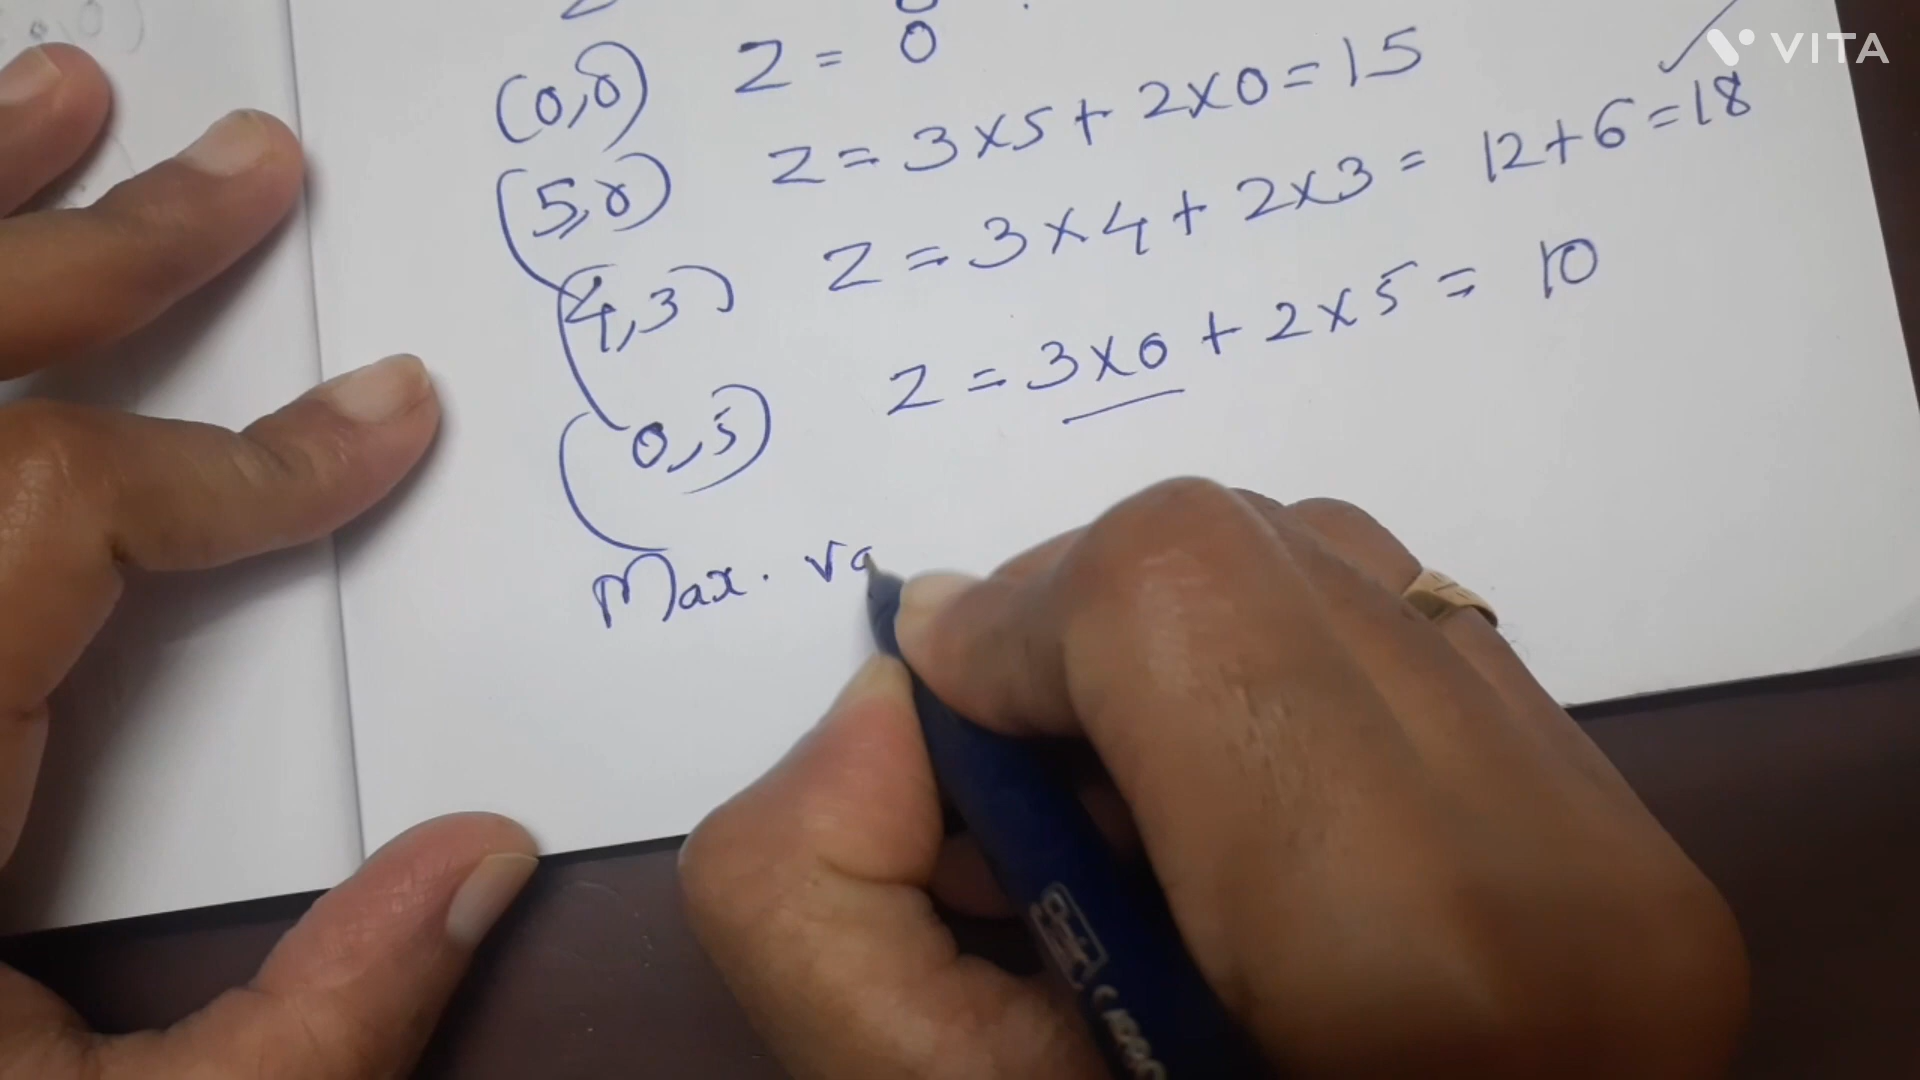 VITA
(0,0) Z = 0
(5,0) Z = 3×5 + 2×0 = 15
(4,3) Z = 3×4 + 2×3 = 12+6=18
(0,5) Z = 3×0 + 2×5 = 10
Max. va